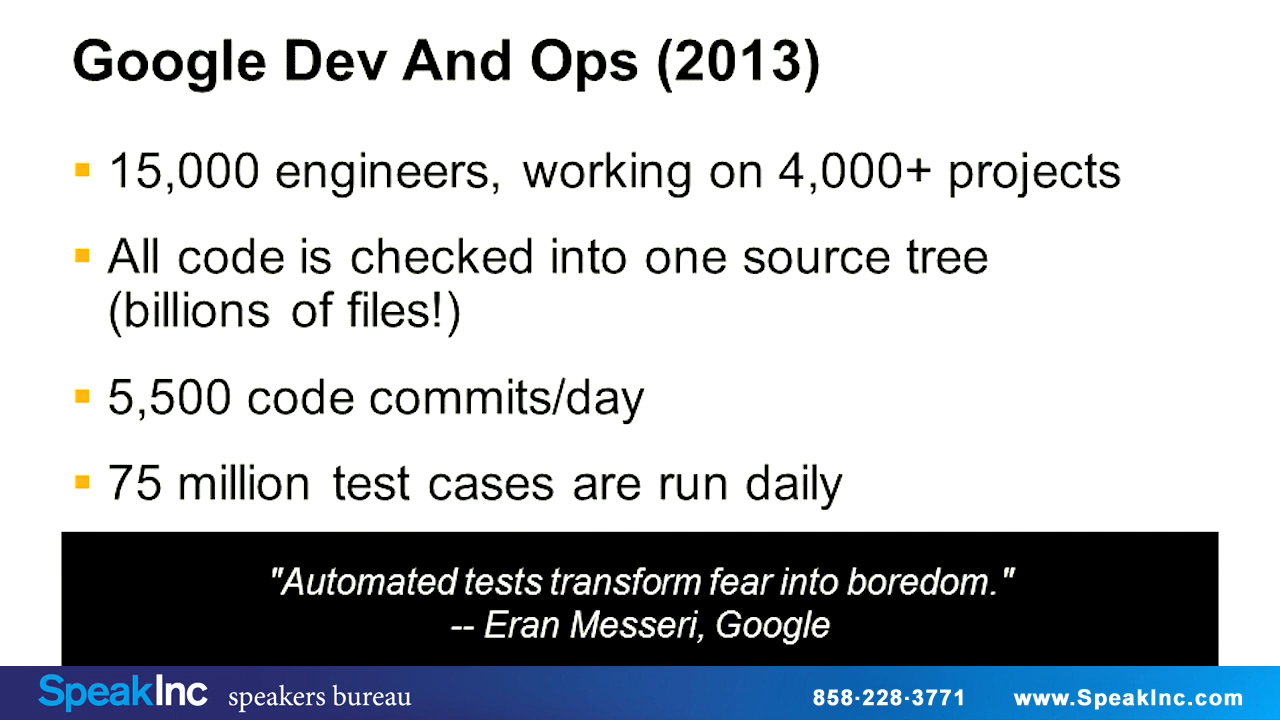 Google Dev And Ops (2013)
15,000 engineers, working on 4,000+ projects
All code is checked into one source tree
(billions of files!)
5,500 code commits/day
75 million test cases are run daily
"Automated tests transform fear into boredom."
-- Eran Messeri, Google
SpeakInc speakers bureau 858·228·3771 www.SpeakInc.com